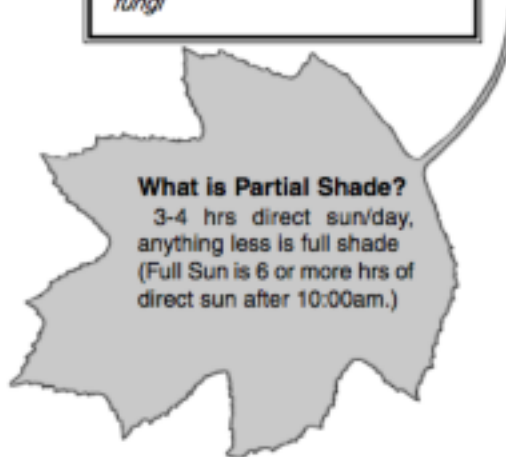 fungi
What is Partial Shade?
3-4 hrs direct sun/day,
anything less is full shade
(Full Sun is 6 or more hrs of
direct sun after 10:00am.)